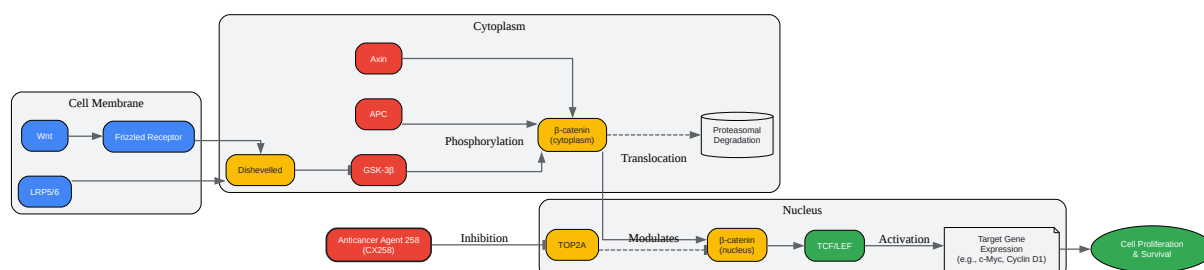 Cytoplasm
Axin
Cell Membrane
APC
Wnt
Frizzled Receptor
Phosphorylation
β-catenin
(cytoplasm)
Proteasomal
Degradation
Translocation
Dishevelled
GSK-3β
LRP5/6
Nucleus
Anticancer Agent 258
(CX258)
Inhibition
TOP2A
Modulates
β-catenin
(nucleus)
TCF/LEF
Activation
Target Gene
Expression
(e.g., c-Myc, Cyclin D1)
Cell Proliferation
& Survival